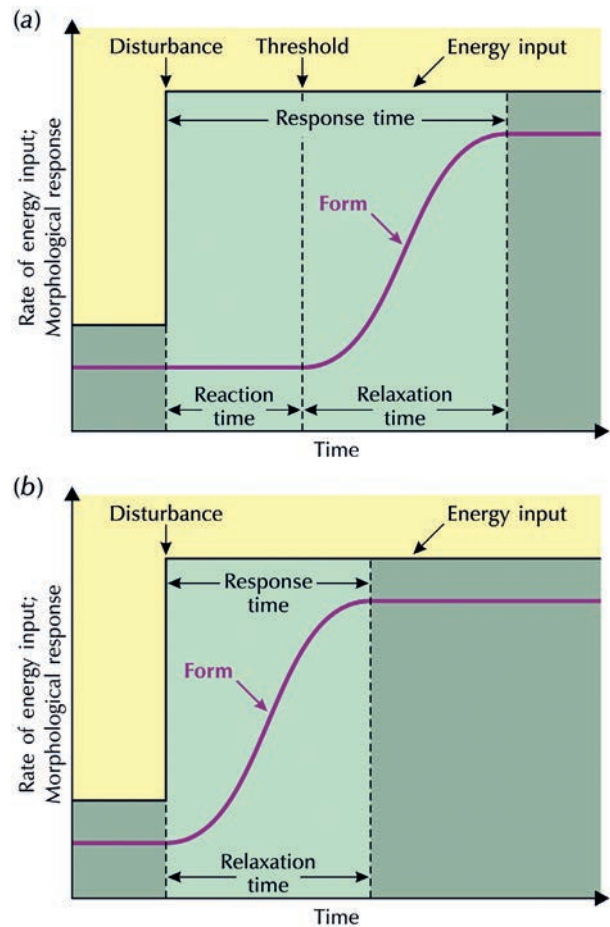 (a)
Disturbance
Threshold
Energy input
Response time
Form
Rate of energy input;
Morphological response
Reaction
time
Relaxation
time
Time
(b)
Disturbance
Energy input
Response
time
Form
Rate of energy input;
Morphological response
Relaxation
time
Time